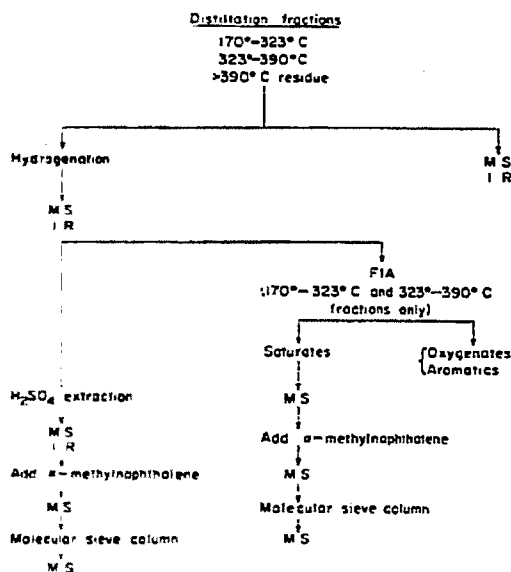 Distillation fractions
170°–323° C
323°–390° C
>390° C residue
Hydrogenation
M S
I R
M S
I R
FIA
(170°–323° C and 323°–390° C
fractions only)
Saturates
Oxygenates
Aromatics
H2SO4 extraction
M S
I R
Add α–methylnaphthalene
M S
Molecular sieve column
M S
M S
Add α–methylnaphthalene
M S
Molecular sieve column
M S